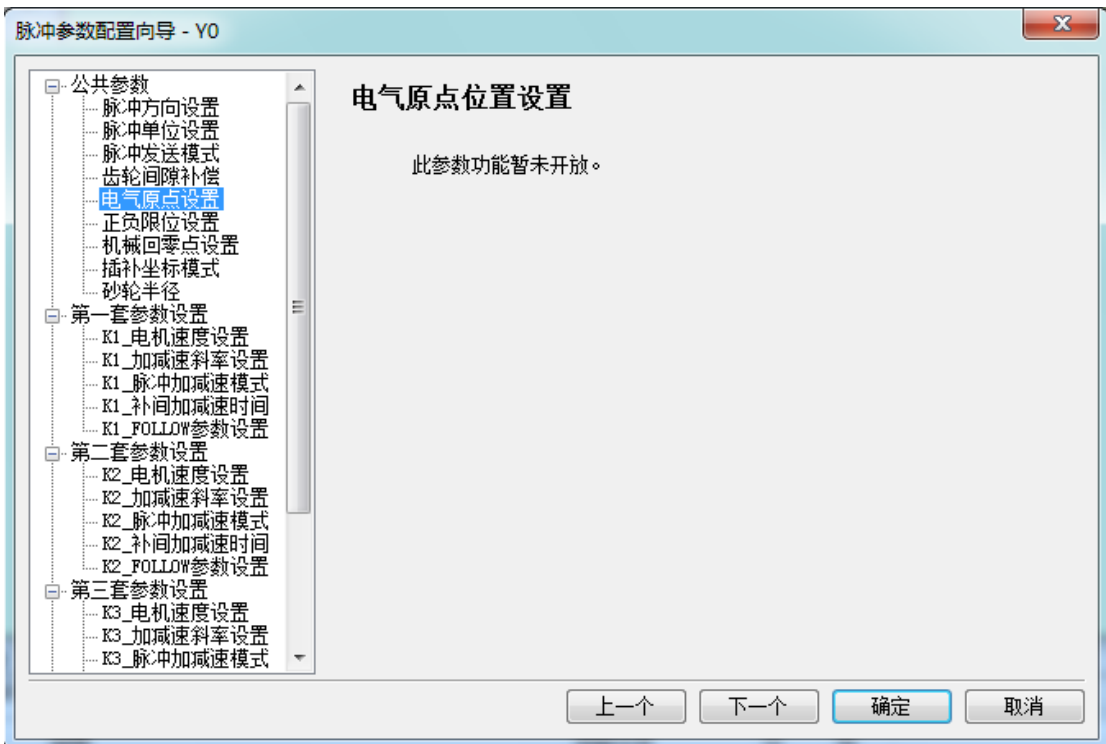 脉冲参数配置向导 - Y0
公共参数
脉冲方向设置
脉冲单位设置
脉冲发送模式
齿轮间隙补偿
电气原点设置
正负限位设置
机械回零点设置
插补坐标模式
砂轮半径
第一套参数设置
K1_电机速度设置
K1_加减速斜率设置
K1_脉冲加减速模式
K1_补间加减速时间
K1_FOLLOW参数设置
第二套参数设置
K2_电机速度设置
K2_加减速斜率设置
K2_脉冲加减速模式
K2_补间加减速时间
K2_FOLLOW参数设置
第三套参数设置
K3_电机速度设置
K3_加减速斜率设置
K3_脉冲加减速模式
电气原点位置设置
此参数功能暂未开放。
上一个 下一个 确定 取消